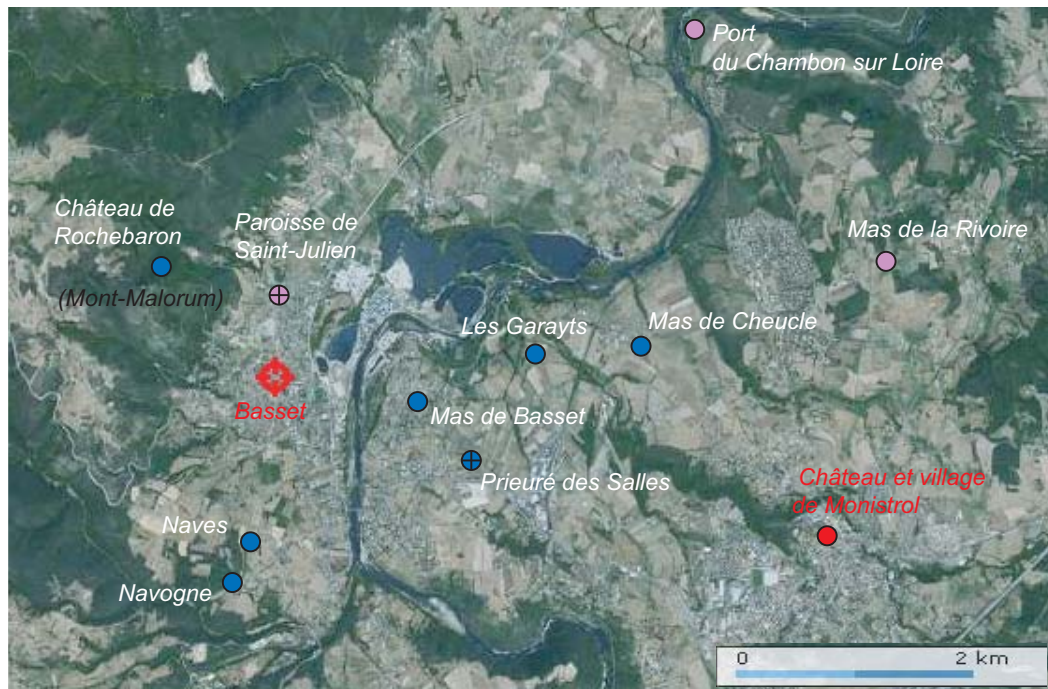 Port
du Chambon sur Loire
Château de
Rochebaron
(Mont-Malorum)
Paroisse de
Saint-Julien
Mas de la Rivoire
Les Garayts
Mas de Cheucle
Basset
Mas de Basset
Prieuré des Salles
Château et village
de Monistrol
Naves
Navogne
0 2 km